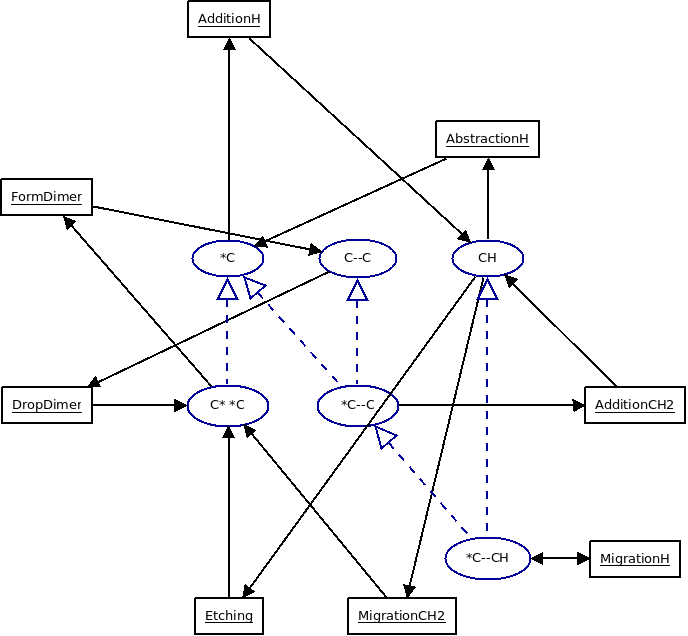 AdditionH
AbstractionH
FormDimer
*C
C--C
CH
DropDimer
C* *C
*C--C
AdditionCH2
*C--CH
MigrationH
Etching
MigrationCH2